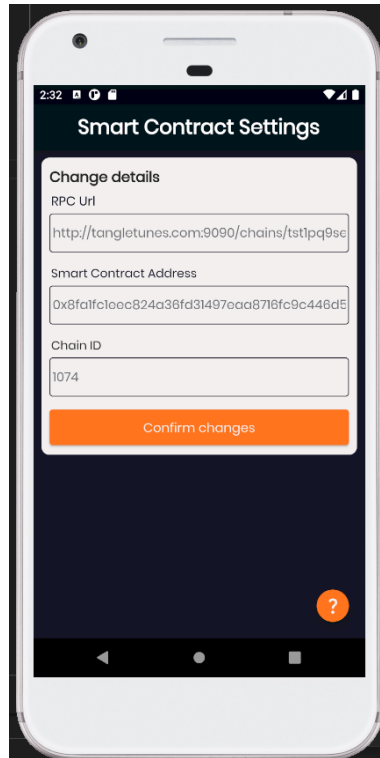 2:32
Smart Contract Settings
Change details
RPC Url
http://tangletunes.com:9090/chains/tst1pq9se
Smart Contract Address
0x8fa1fc1eec824a36fd31497eaa8716fc9c446d5
Chain ID
1074
Confirm changes
?